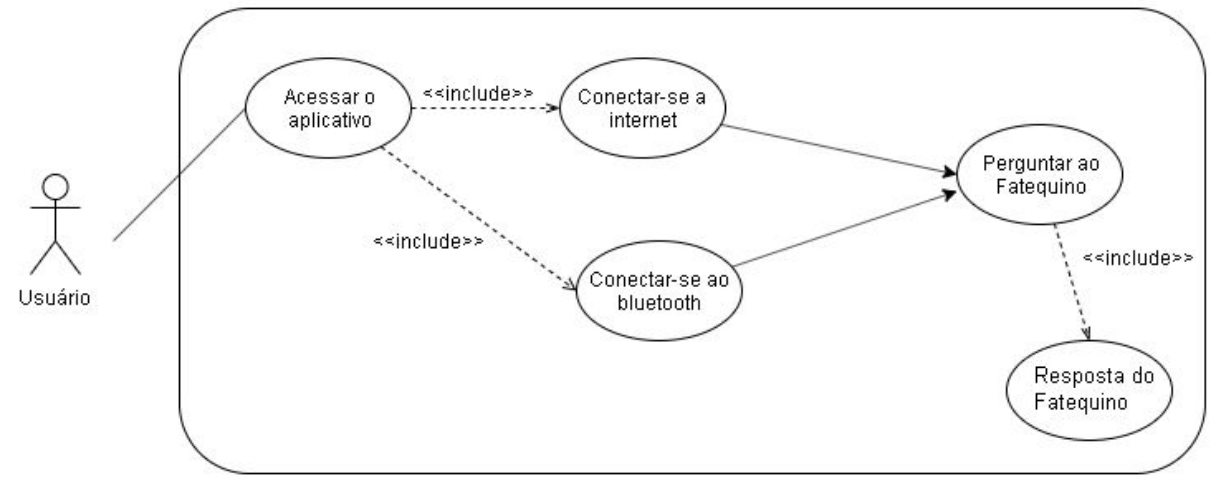 Acessar o
aplicativo
<<include>>
Conectar-se a
internet
Perguntar ao
Fatequino
<<include>>
<<include>>
Conectar-se ao
bluetooth
Usuário
Resposta do
Fatequino